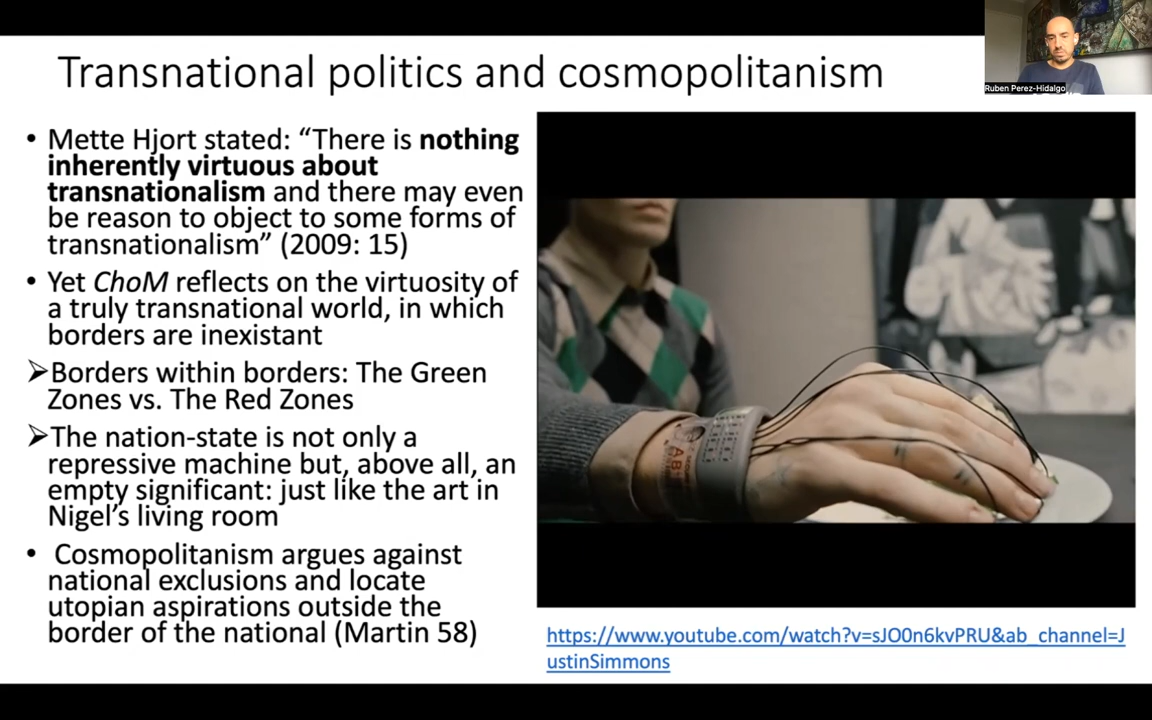 Ruben Perez-Hidalgo
Transnational politics and cosmopolitanism
• Mette Hjort stated: “There is nothing
inherently virtuous about
transnationalism and there may even
be reason to object to some forms of
transnationalism” (2009: 15)
• Yet ChoM reflects on the virtuosity of
a truly transnational world, in which
borders are inexistant
➢Borders within borders: The Green
Zones vs. The Red Zones
➢The nation-state is not only a
repressive machine but, above all, an
empty significant: just like the art in
Nigel’s living room
• Cosmopolitanism argues against
national exclusions and locate
utopian aspirations outside the
border of the national (Martin 58)
https://www.youtube.com/watch?v=sJO0n6kvPRU&ab_channel=J
ustinSimmons